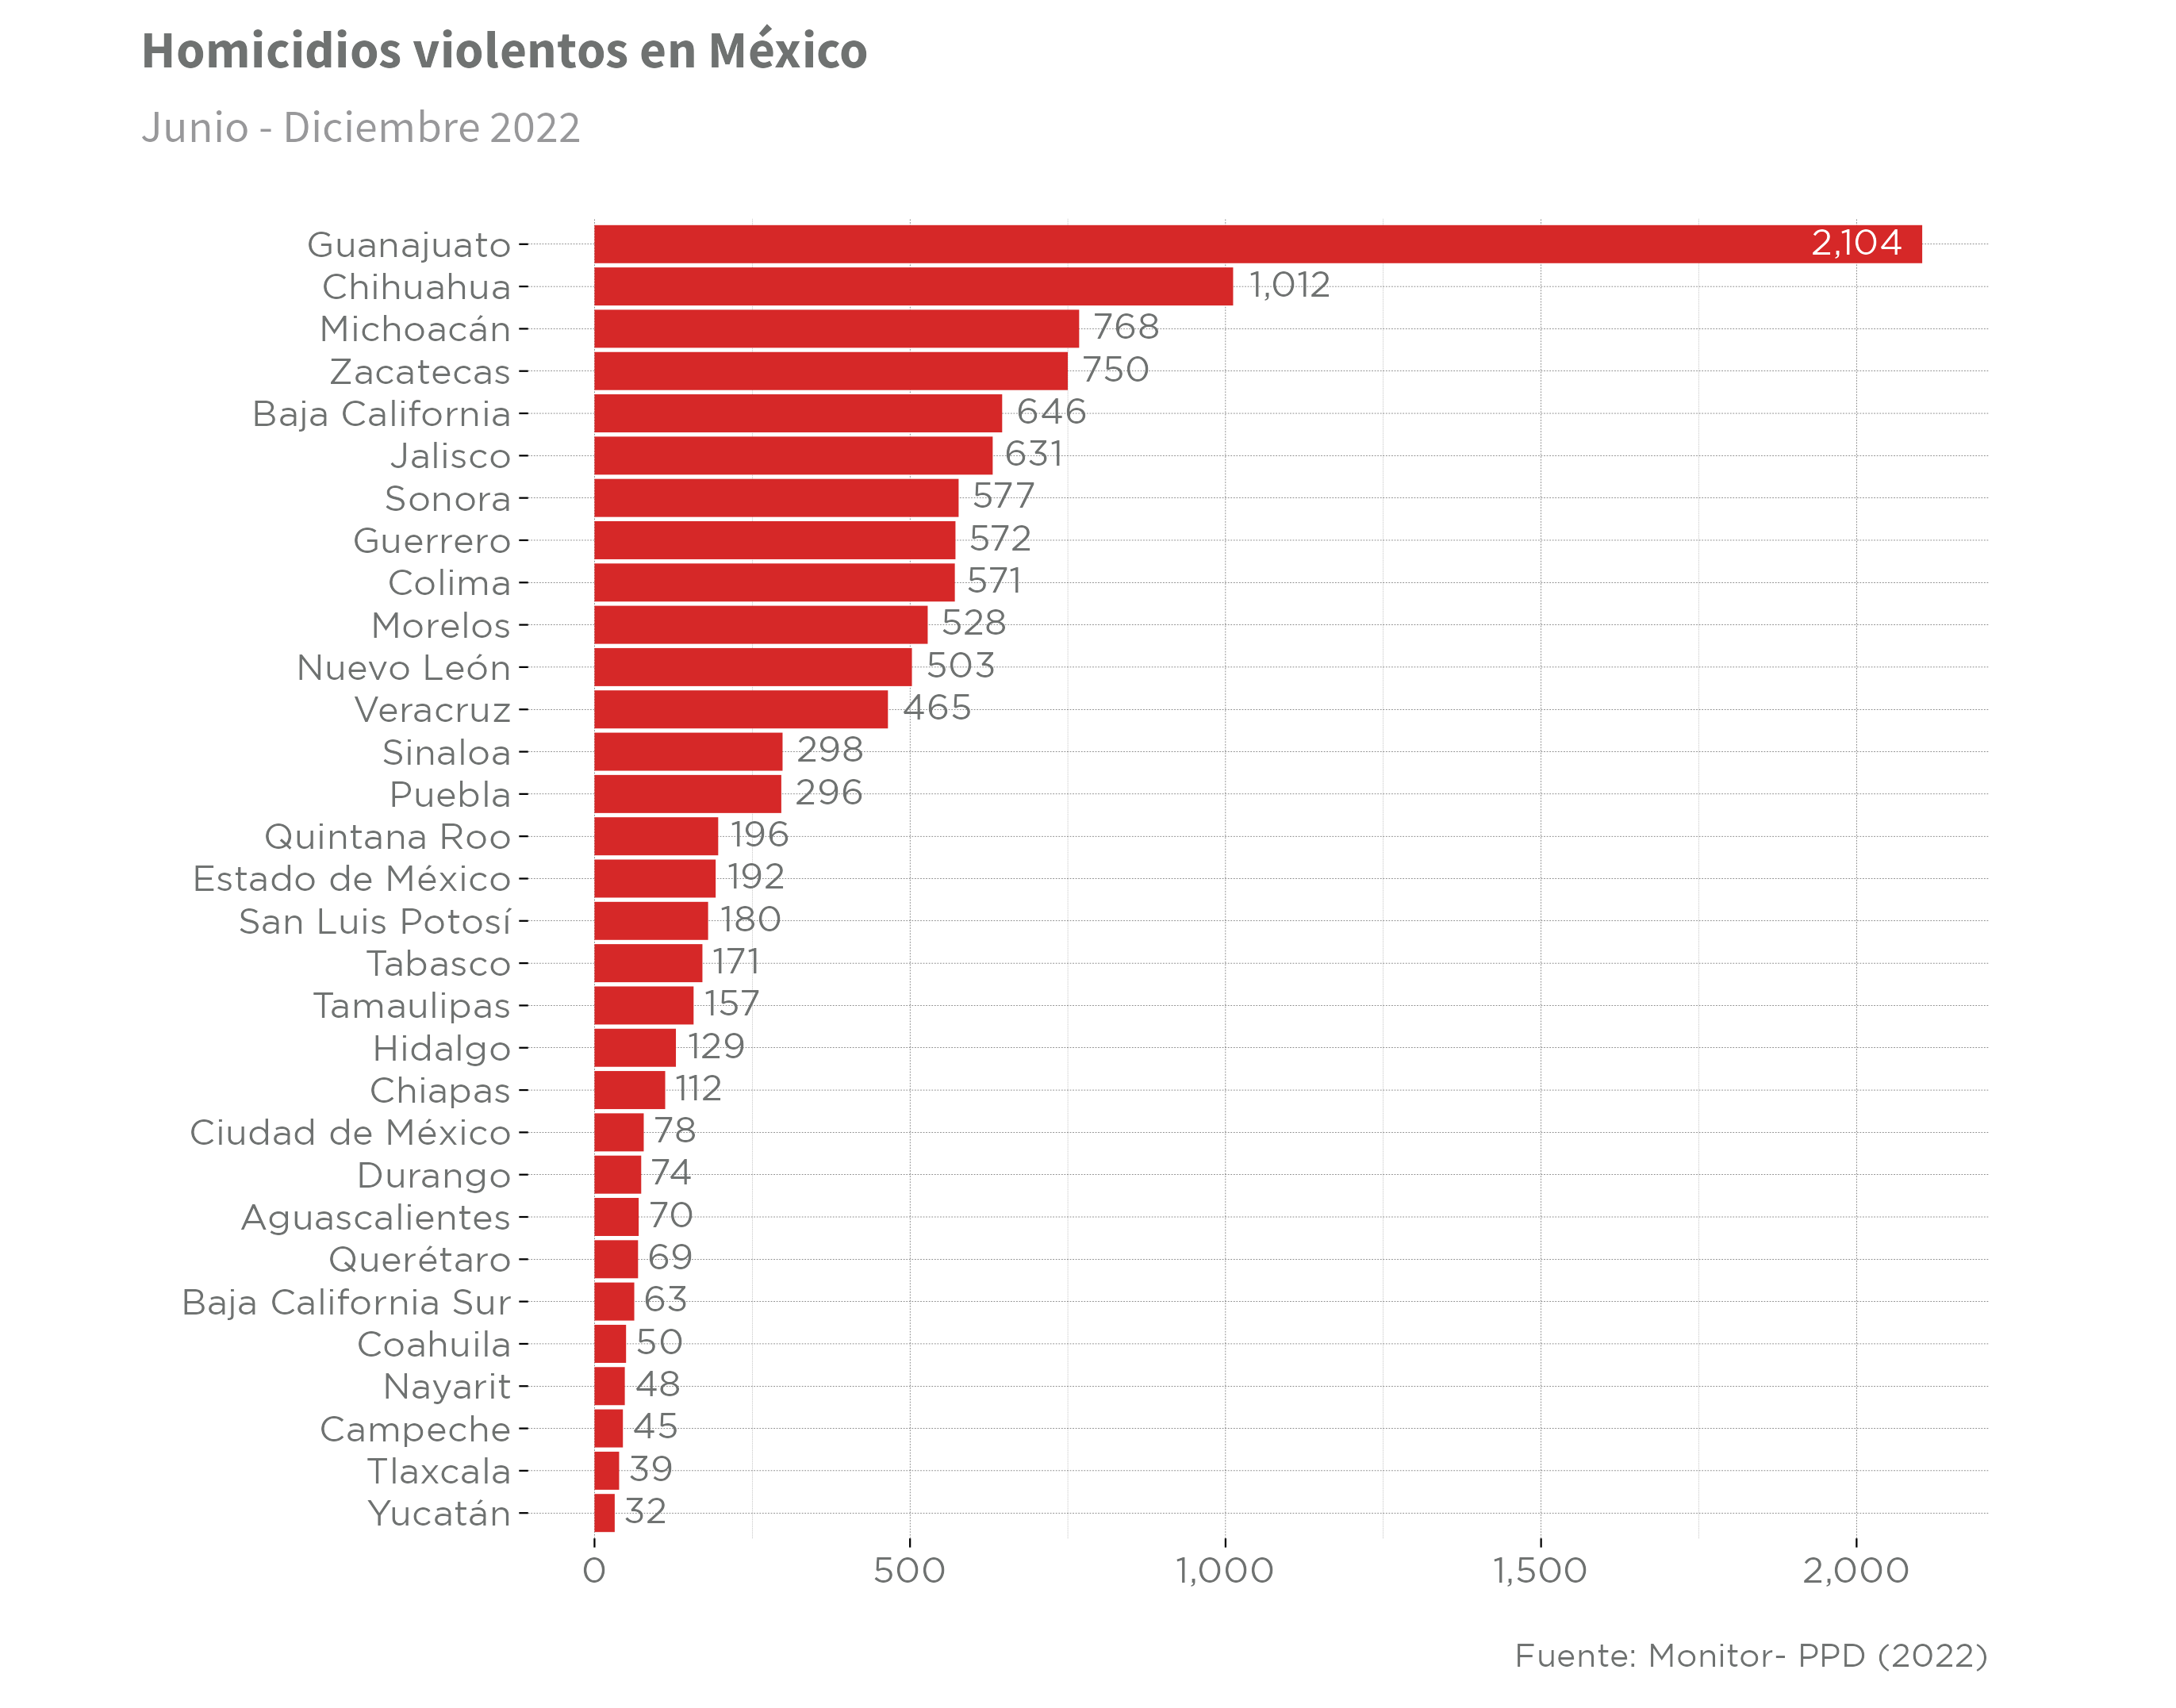 Homicidios violentos en México
Junio - Diciembre 2022
Guanajuato 2,104
Chihuahua 1,012
Michoacán 768
Zacatecas 750
Baja California 646
Jalisco 631
Sonora 577
Guerrero 572
Colima 571
Morelos 528
Nuevo León 503
Veracruz 465
Sinaloa 298
Puebla 296
Quintana Roo 196
Estado de México 192
San Luis Potosí 180
Tabasco 171
Tamaulipas 157
Hidalgo 129
Chiapas 112
Ciudad de México 78
Durango 74
Aguascalientes 70
Querétaro 69
Baja California Sur 63
Coahuila 50
Nayarit 48
Campeche 45
Tlaxcala 39
Yucatán 32
0 500 1,000 1,500 2,000
Fuente: Monitor- PPD (2022)